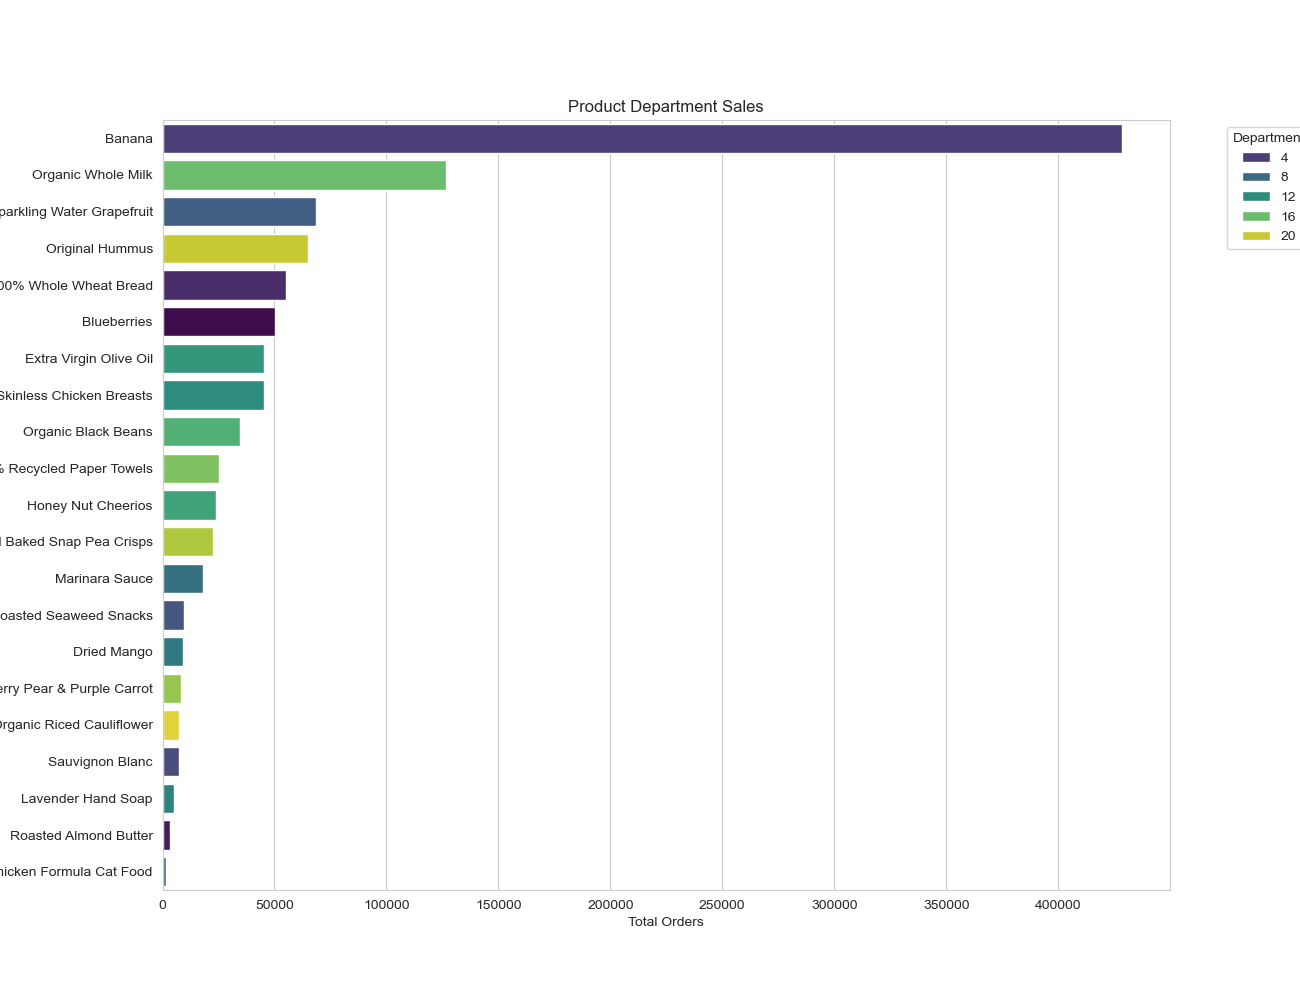 Product Department Sales
Banana
Organic Whole Milk
Sparkling Water Grapefruit
Original Hummus
00% Whole Wheat Bread
Blueberries
Extra Virgin Olive Oil
Skinless Chicken Breasts
Organic Black Beans
% Recycled Paper Towels
Honey Nut Cheerios
Baked Snap Pea Crisps
Marinara Sauce
oasted Seaweed Snacks
Dried Mango
erry Pear & Purple Carrot
Organic Riced Cauliflower
Sauvignon Blanc
Lavender Hand Soap
Roasted Almond Butter
hicken Formula Cat Food
0 50000 100000 150000 200000 250000 300000 350000 400000
Total Orders
Departmen
4
8
12
16
20